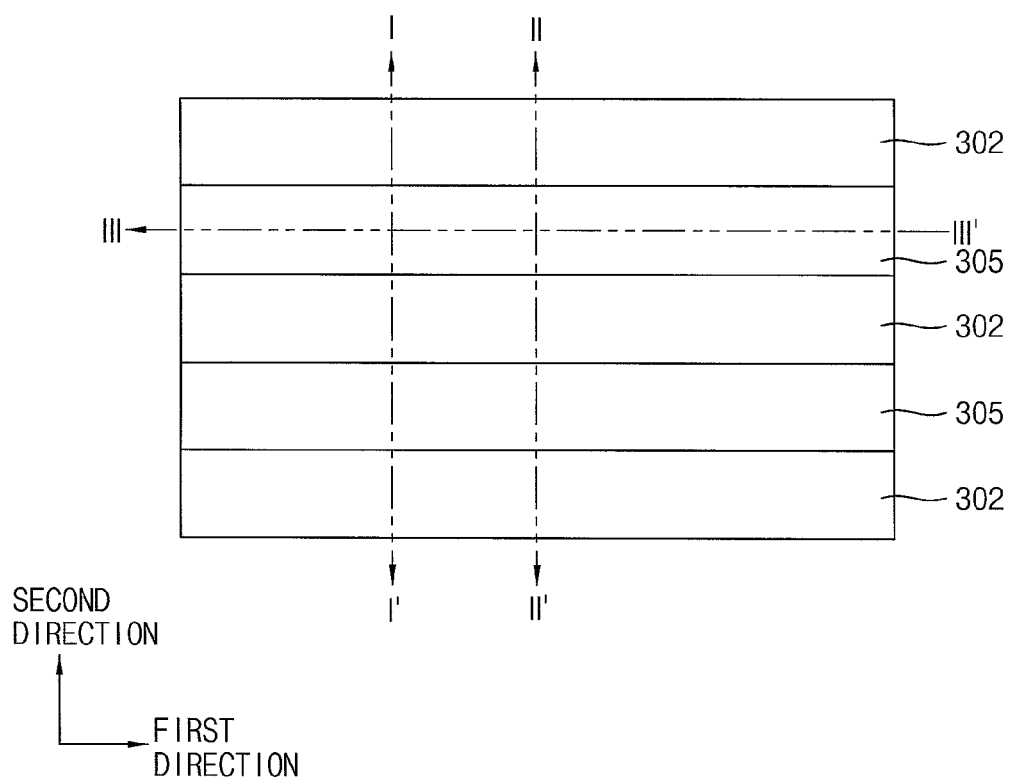 I
II
302
III
III'
305
302
305
302
I'
II'
SECOND
DIRECTION
FIRST
DIRECTION